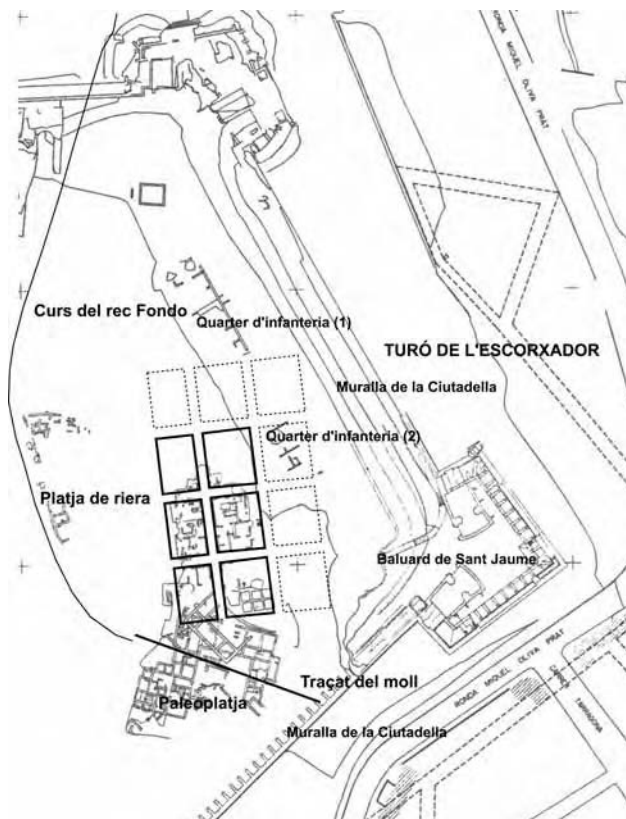 RONDA MIQUEL OLIVA PRAT
Curs del rec Fondo
Quarter d'infanteria (1)
TURÓ DE L'ESCORXADOR
Muralla de la Ciutadella
Quarter d'infanteria (2)
Platja de riera
Baluard de Sant Jaume
RONDA MIQUEL OLIVA PRAT
CARRER
TARRAGONA
Traçat del moll
Paleoplatja
Muralla de la Ciutadella